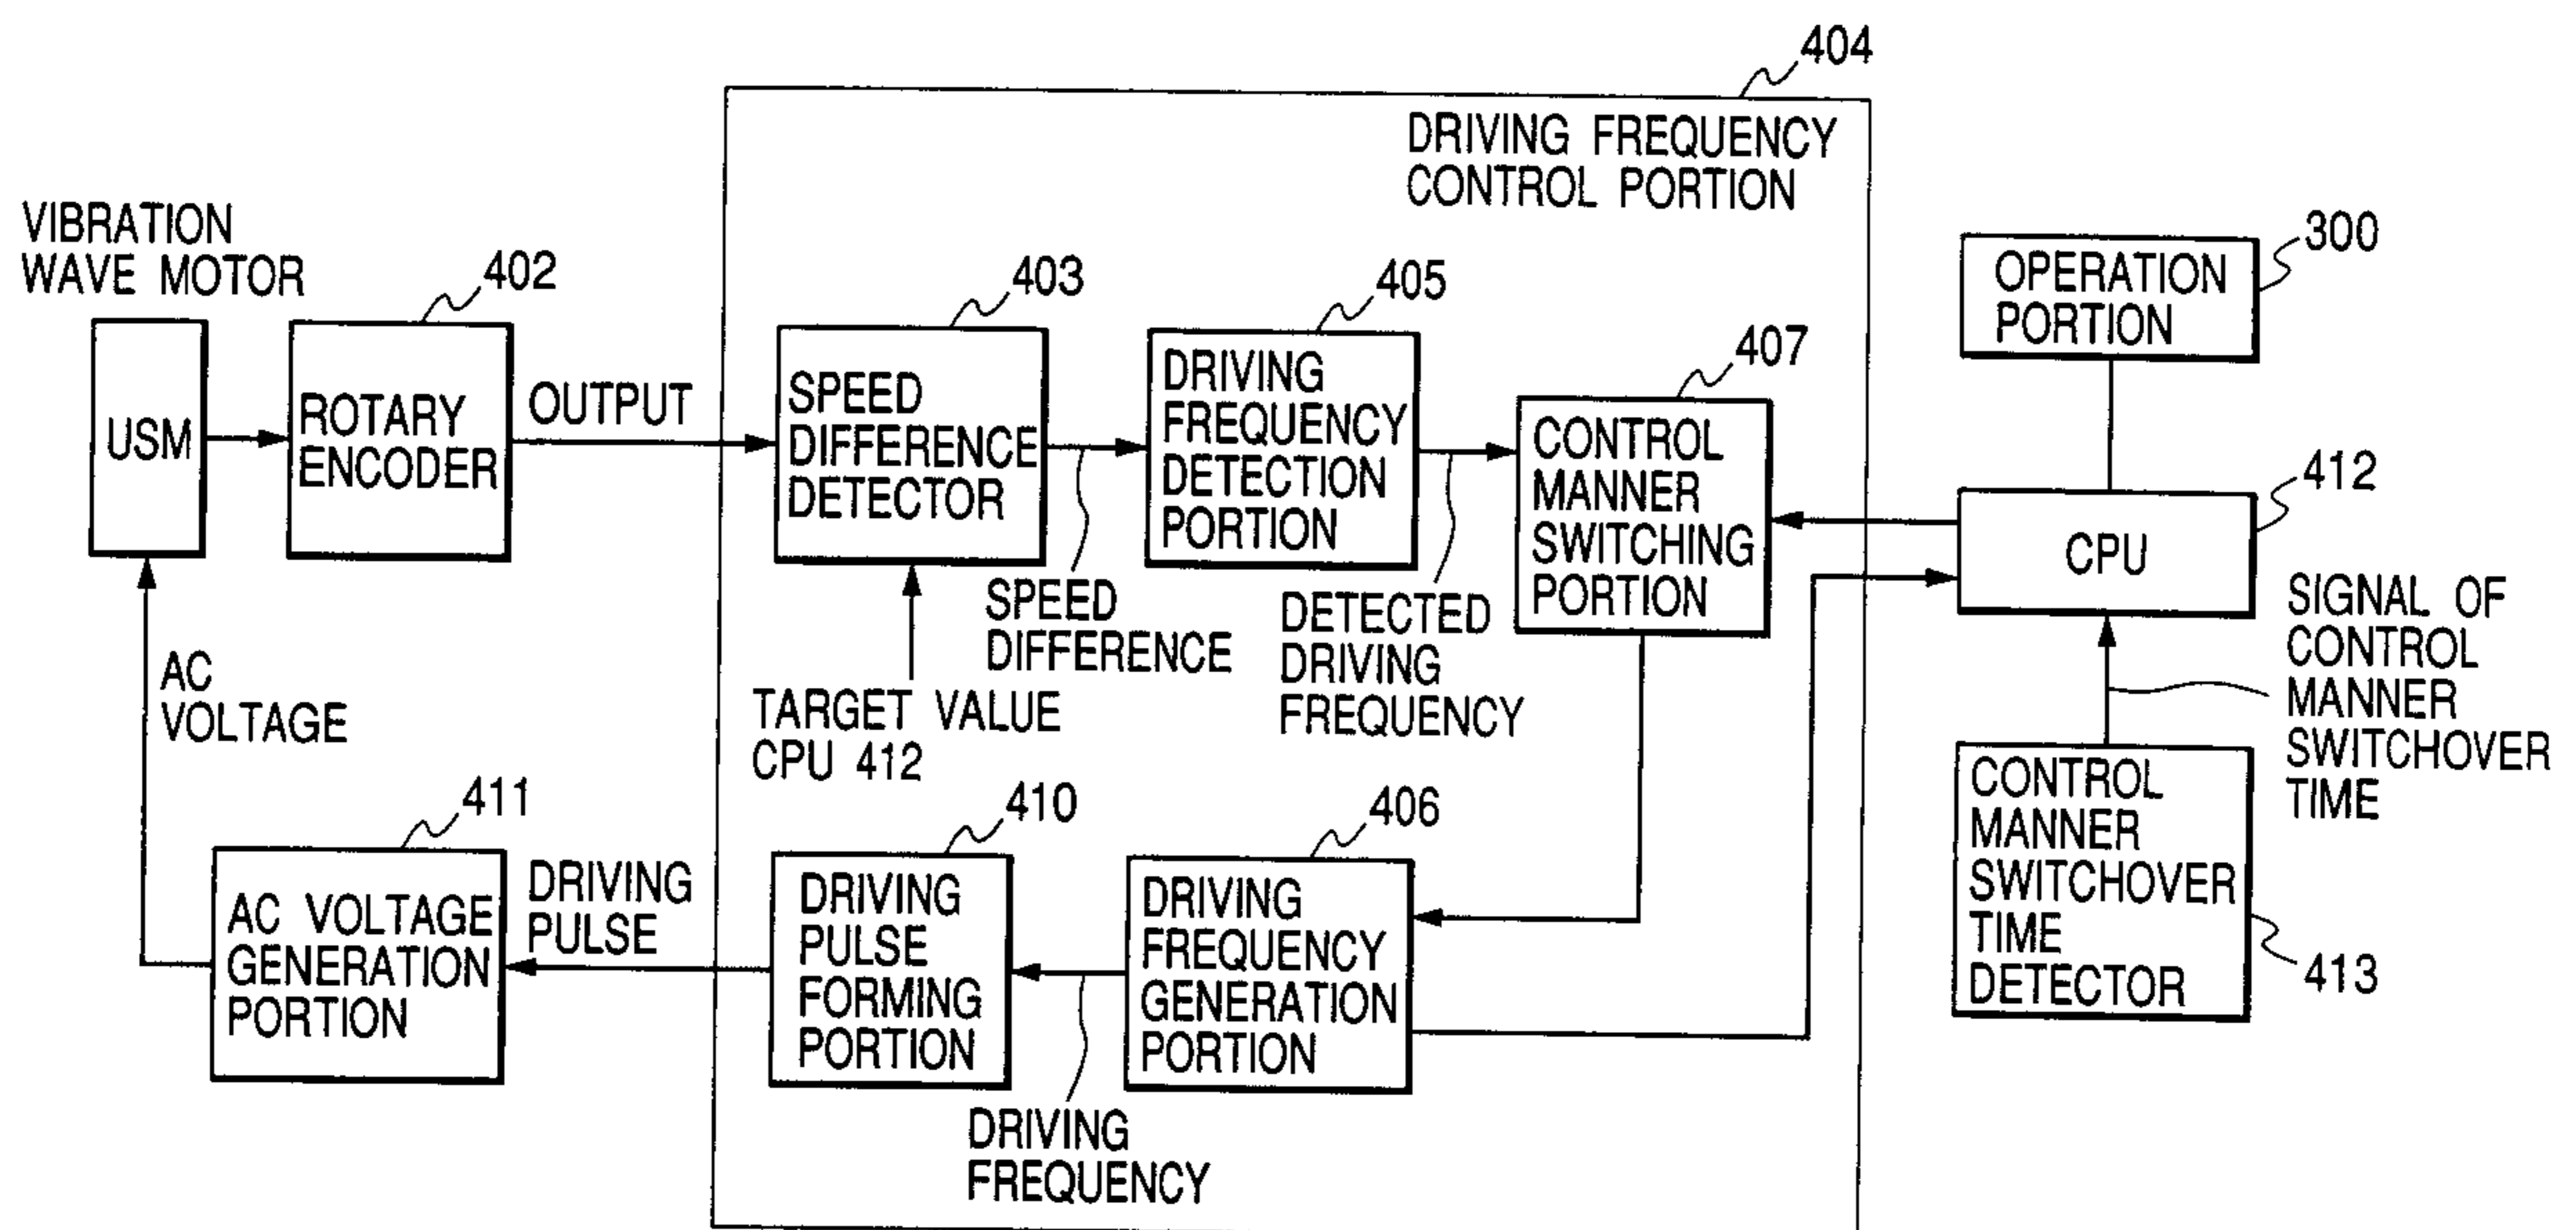 404
DRIVING FREQUENCY
CONTROL PORTION
VIBRATION
WAVE MOTOR
USM
402
ROTARY
ENCODER
OUTPUT
403
SPEED
DIFFERENCE
DETECTOR
SPEED
DIFFERENCE
TARGET VALUE
CPU 412
405
DRIVING
FREQUENCY
DETECTION
PORTION
DETECTED
DRIVING
FREQUENCY
407
CONTROL
MANNER
SWITCHING
PORTION
300
OPERATION
PORTION
412
CPU
SIGNAL OF
CONTROL
MANNER
SWITCHOVER
TIME
CONTROL
MANNER
SWITCHOVER
TIME
DETECTOR
413
AC
VOLTAGE
411
AC VOLTAGE
GENERATION
PORTION
DRIVING
PULSE
410
DRIVING
PULSE
FORMING
PORTION
406
DRIVING
FREQUENCY
GENERATION
PORTION
DRIVING
FREQUENCY